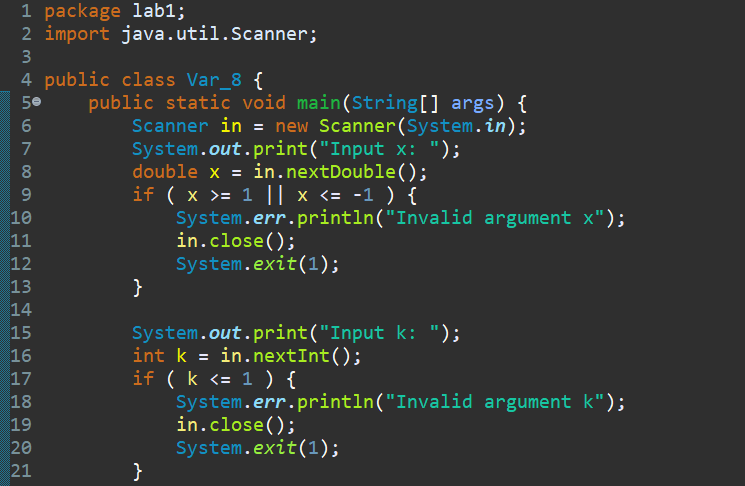 1 package lab1;
2 import java.util.Scanner;
3
4 public class Var_8 {
5 public static void main(String[] args) {
6 Scanner in = new Scanner(System.in);
7 System.out.print("Input x: ");
8 double x = in.nextDouble();
9 if ( x >= 1 || x <= -1 ) {
10 System.err.println("Invalid argument x");
11 in.close();
12 System.exit(1);
13 }
14
15 System.out.print("Input k: ");
16 int k = in.nextInt();
17 if ( k <= 1 ) {
18 System.err.println("Invalid argument k");
19 in.close();
20 System.exit(1);
21 }